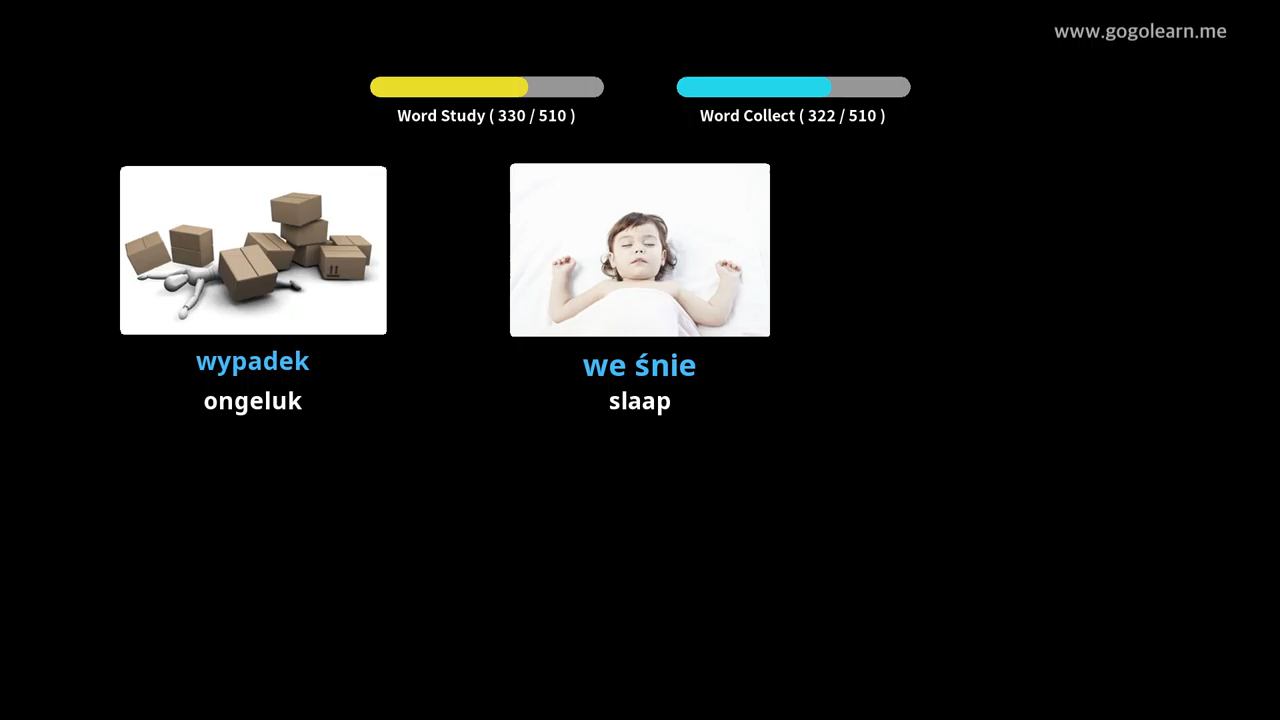 www.gogolearn.me
Word Study ( 330 / 510 )
Word Collect ( 322 / 510 )
wypadek
ongeluk
we śnie
slaap